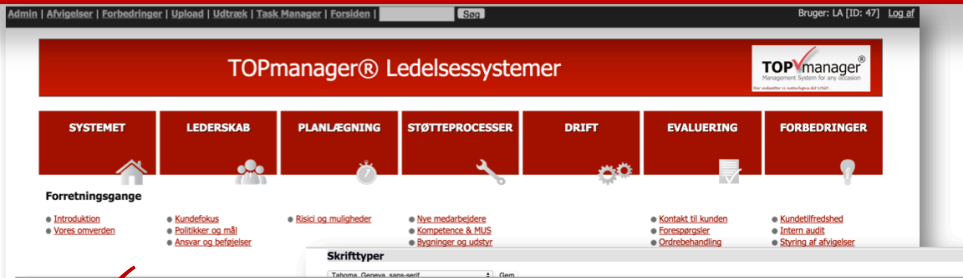 Admin | Afvigelser | Forbedringer | Upload | Udtræk | Task Manager | Forsiden | Søg Bruger: LA [ID: 47] Log af
TOPmanager® Ledelsessystemer
TOPmanager®
Management System for any occasion
SYSTEMET LEDERSKAB PLANLÆGNING STØTTEPROCESSER DRIFT EVALUERING FORBEDRINGER
Forretningsgange
Introduktion Kundefokus Risici og muligheder Nye medarbejdere Kontakt til kunden Kundetilfredshed
Vores omverden Politikker og mål Kompetence & MUS Forespørgsler Intern audit
Ansvar og beføjelser Bygninger og udstyr Ordrebehandling Styring af afvigelser
Skrifttyper
Tahoma, Geneva, sans-serif Gem